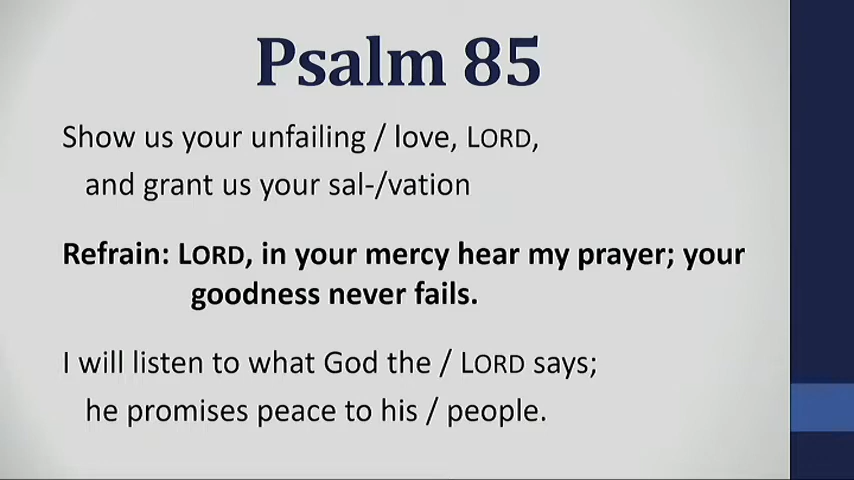 Psalm 85
Show us your unfailing / love, LORD,
and grant us your sal-/vation
Refrain: LORD, in your mercy hear my prayer; your
goodness never fails.
I will listen to what God the / LORD says;
he promises peace to his / people.